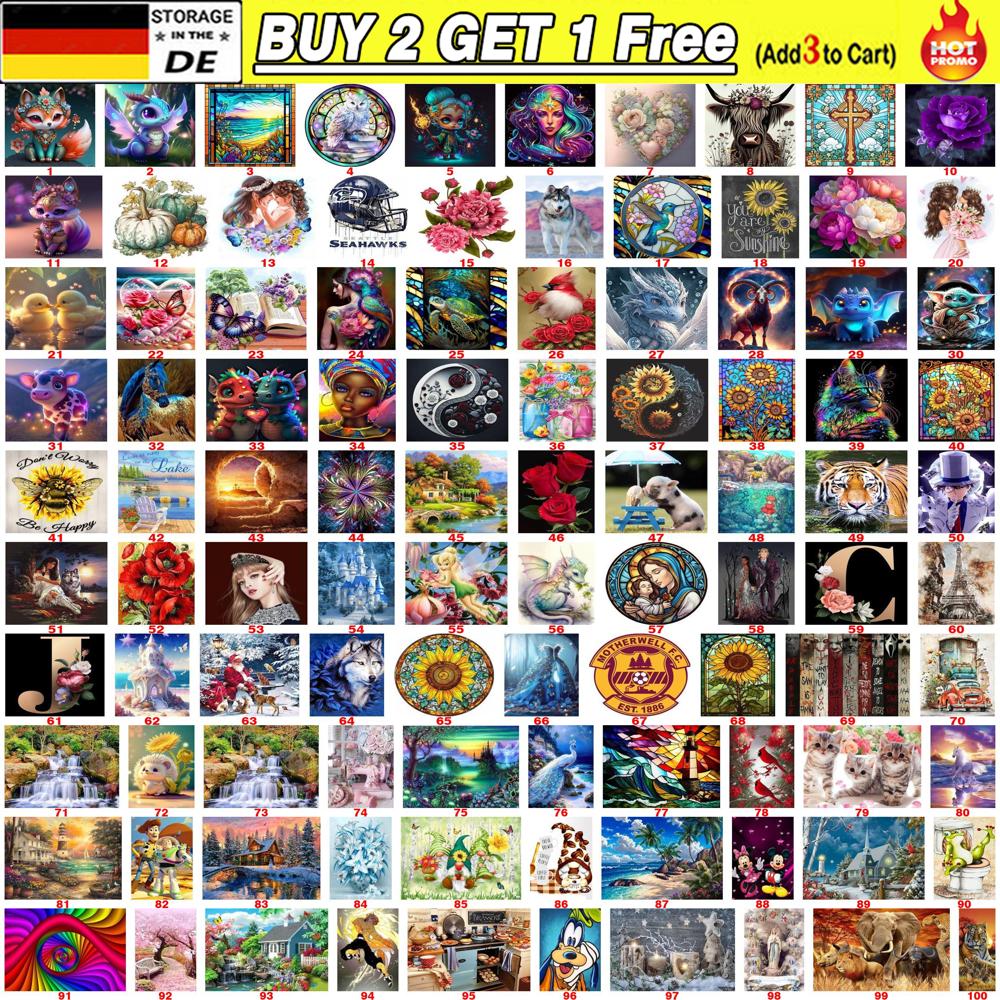 STORAGE
IN THE
DE
BUY 2 GET 1 Free
(Add 3 to Cart)
HOT
PROMO
1 2 3 4 5 6 7 8 9 10
SEAHAWKS
You Are my
Sunshine
11 12 13 14 15 16 17 18 19 20
21 22 23 24 25 26 27 28 29 30
31 32 33 34 35 36 37 38 39 40
Don't Worry
Be Happy
Lake
41 42 43 44 45 46 47 48 49 50
C
51 52 53 54 55 56 57 58 59 60
J
MOTHERWELL F.C.
EST. 1886
61 62 63 64 65 66 67 68 69 70
71 72 73 74 75 76 77 78 79 80
81 82 83 84 85 86 87 88 89 90
91 92 93 94 95 96 97 98 99 100